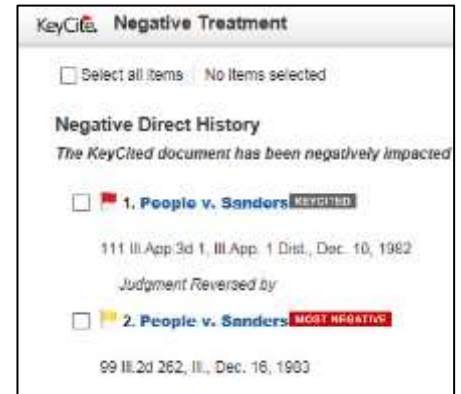 KeyCite. Negative Treatment
Select all items No items selected
Negative Direct History
The KeyCited document has been negatively impacted
1. People v. Sanders KEYCITED
111 Ill.App.3d 1, Ill.App. 1 Dist., Dec. 10, 1982
Judgment Reversed by
2. People v. Sanders MOST NEGATIVE
99 Ill.2d 262, Ill., Dec. 16, 1983